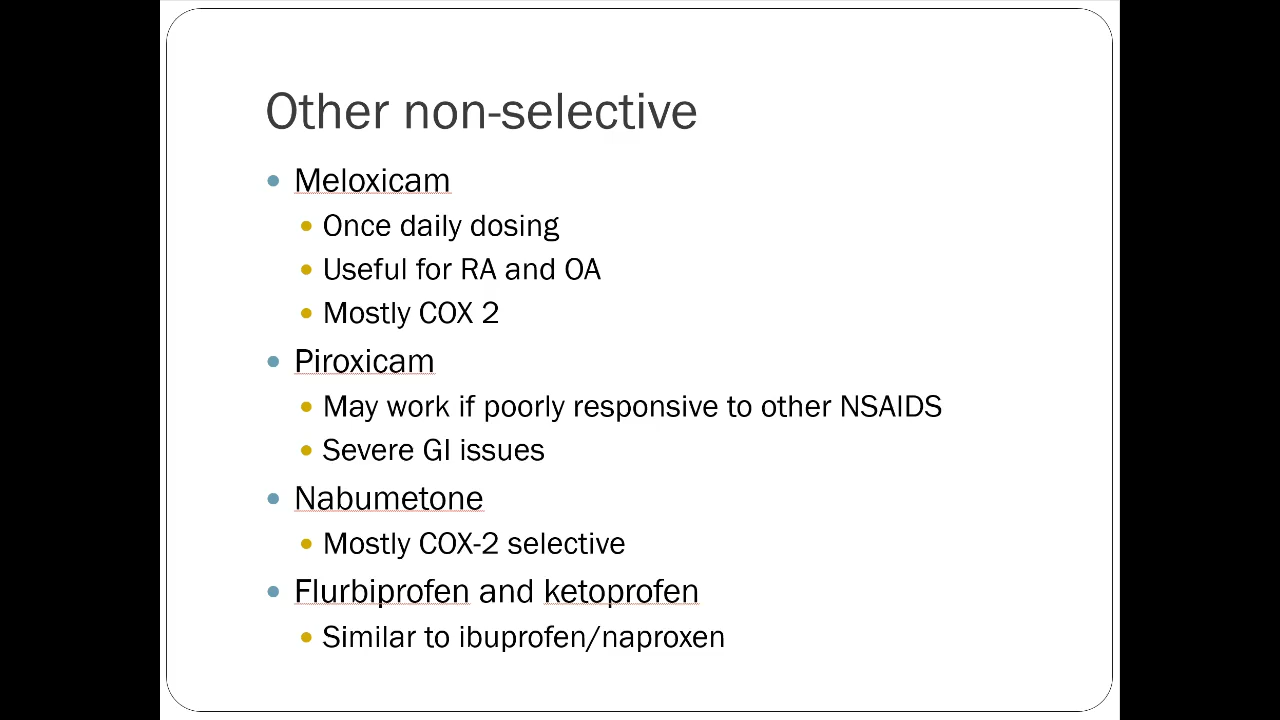 Other non-selective
Meloxicam
Once daily dosing
Useful for RA and OA
Mostly COX 2
Piroxicam
May work if poorly responsive to other NSAIDS
Severe GI issues
Nabumetone
Mostly COX-2 selective
Flurbiprofen and ketoprofen
Similar to ibuprofen/naproxen